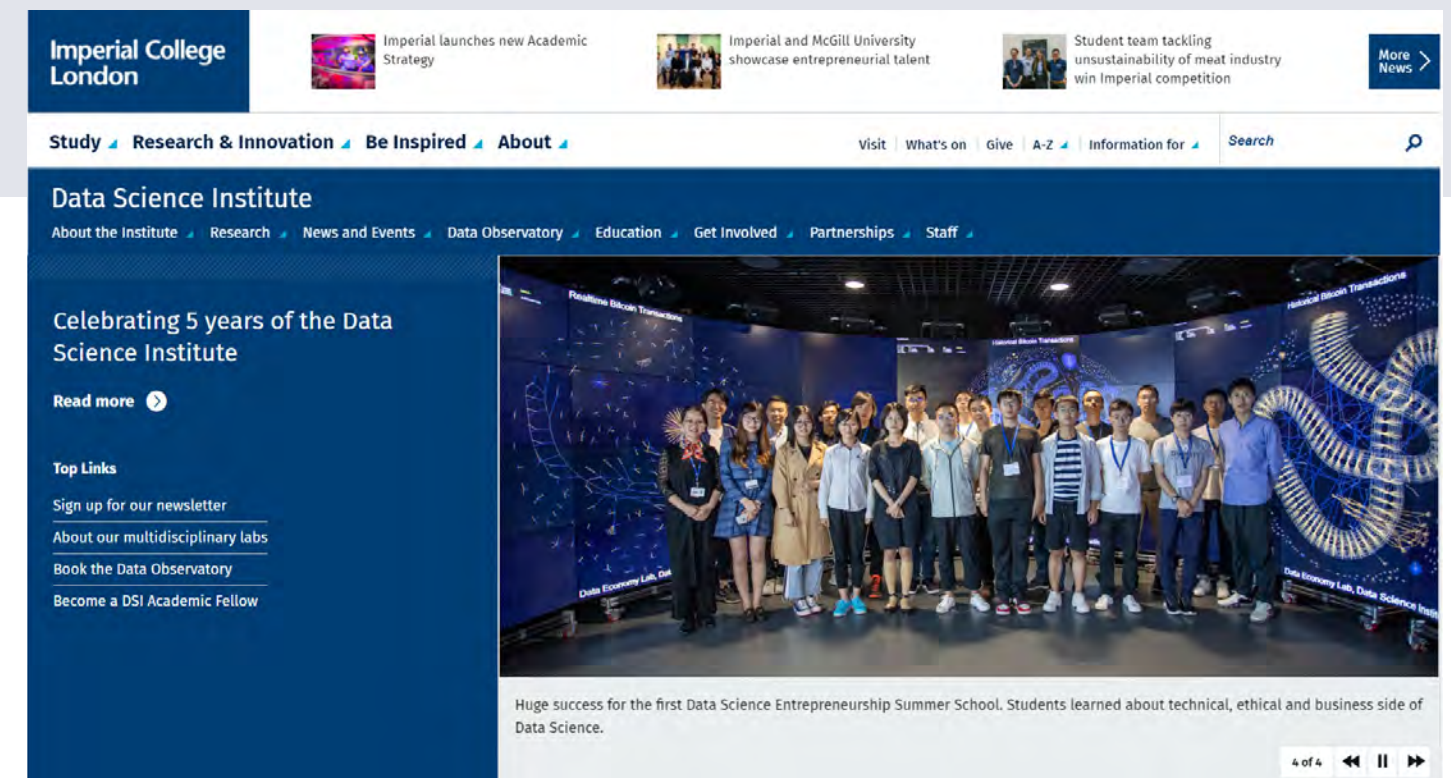 Imperial College
London
Imperial launches new Academic
Strategy
Imperial and McGill University
showcase entrepreneurial talent
Student team tackling
unsustainability of meat industry
win Imperial competition
More
News
Study Research & Innovation Be Inspired About
Visit What's on Give A-Z Information for Search
Data Science Institute
About the Institute Research News and Events Data Observatory Education Get Involved Partnerships Staff
Celebrating 5 years of the Data
Science Institute
Read more
Top Links
Sign up for our newsletter
About our multidisciplinary labs
Book the Data Observatory
Become a DSI Academic Fellow
Realtime Bitcoin Transactions
Historical Bitcoin Transactions
Historical Bitcoin Transactions
Data Economy Lab, Dat
Data Economy Lab, Data Science Insti
Huge success for the first Data Science Entrepreneurship Summer School. Students learned about technical, ethical and business side of
Data Science.
4 of 4